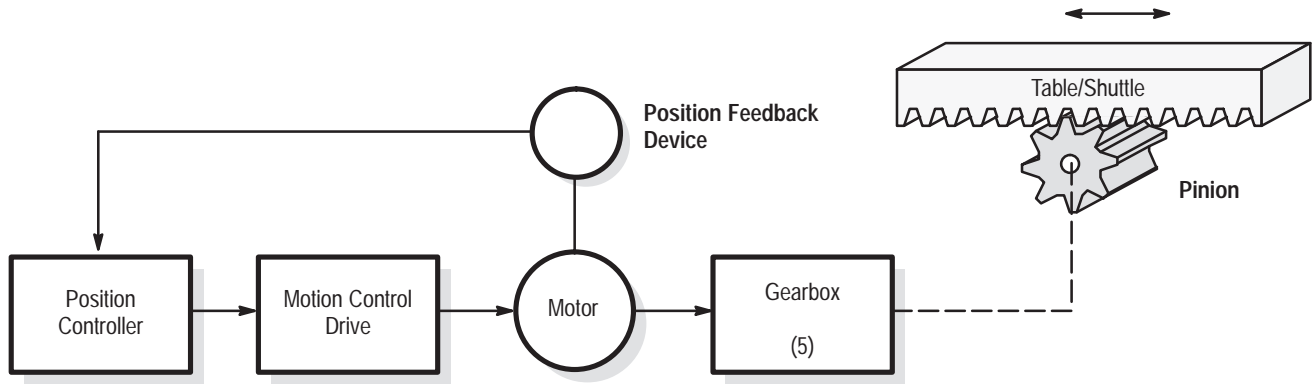 Table/Shuttle
Position Feedback
Device
Pinion
Position
Controller
Motion Control
Drive
Motor
Gearbox
(5)